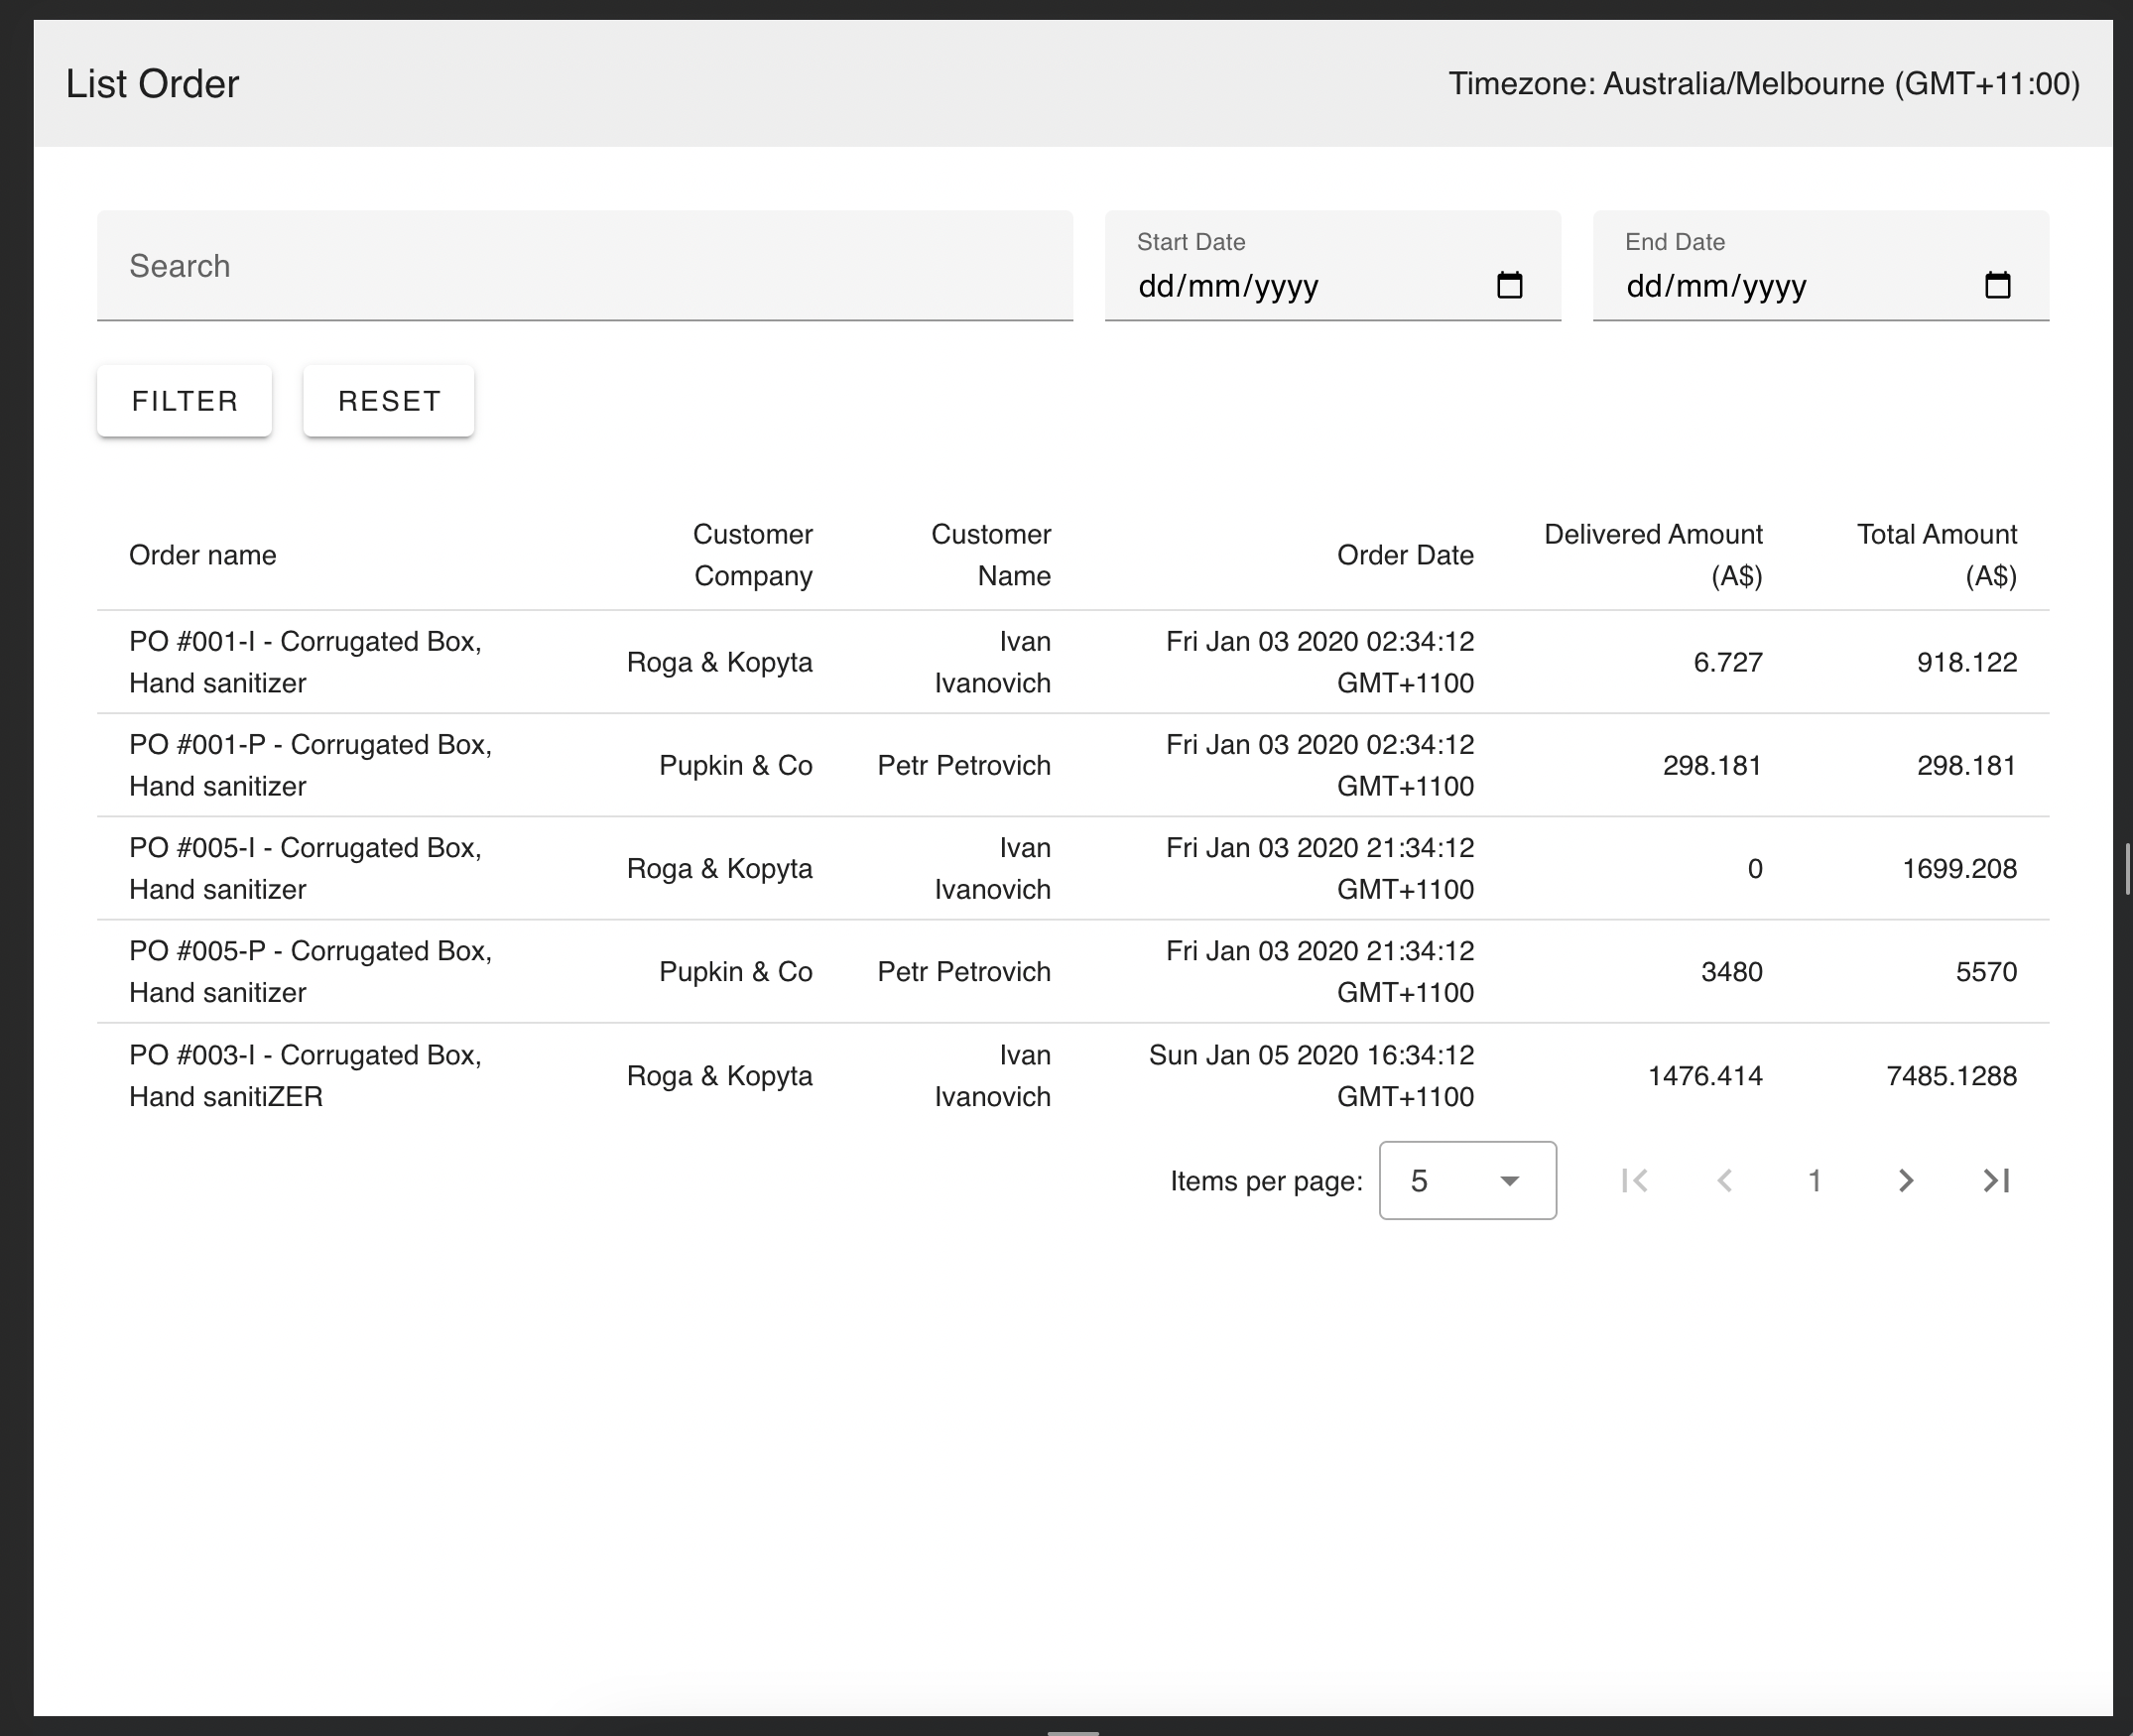 List Order
Timezone: Australia/Melbourne (GMT+11:00)
Search
Start Date
dd/mm/yyyy
End Date
dd/mm/yyyy
FILTER
RESET
Order name
Customer
Company
Customer
Name
Order Date
Delivered Amount
(A$)
Total Amount
(A$)
PO #001-I - Corrugated Box,
Hand sanitizer
Roga & Kopyta
Ivan
Ivanovich
Fri Jan 03 2020 02:34:12
GMT+1100
6.727
918.122
PO #001-P - Corrugated Box,
Hand sanitizer
Pupkin & Co
Petr Petrovich
Fri Jan 03 2020 02:34:12
GMT+1100
298.181
298.181
PO #005-I - Corrugated Box,
Hand sanitizer
Roga & Kopyta
Ivan
Ivanovich
Fri Jan 03 2020 21:34:12
GMT+1100
0
1699.208
PO #005-P - Corrugated Box,
Hand sanitizer
Pupkin & Co
Petr Petrovich
Fri Jan 03 2020 21:34:12
GMT+1100
3480
5570
PO #003-I - Corrugated Box,
Hand sanitiZER
Roga & Kopyta
Ivan
Ivanovich
Sun Jan 05 2020 16:34:12
GMT+1100
1476.414
7485.1288
Items per page:
5
1